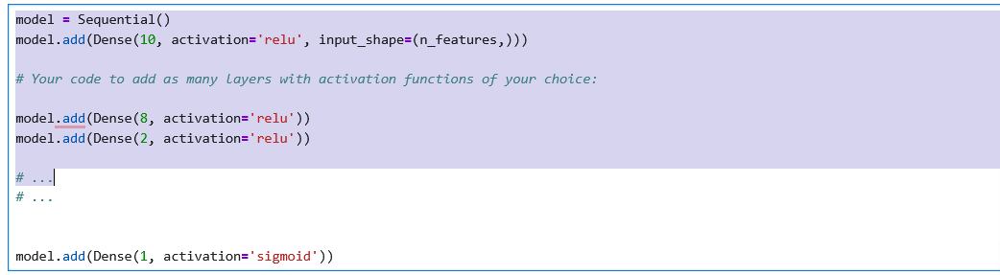 model = Sequential()
model.add(Dense(10, activation='relu', input_shape=(n_features,)))
# Your code to add as many layers with activation functions of your choice:
model.add(Dense(8, activation='relu'))
model.add(Dense(2, activation='relu'))
# ...
# ...
model.add(Dense(1, activation='sigmoid'))